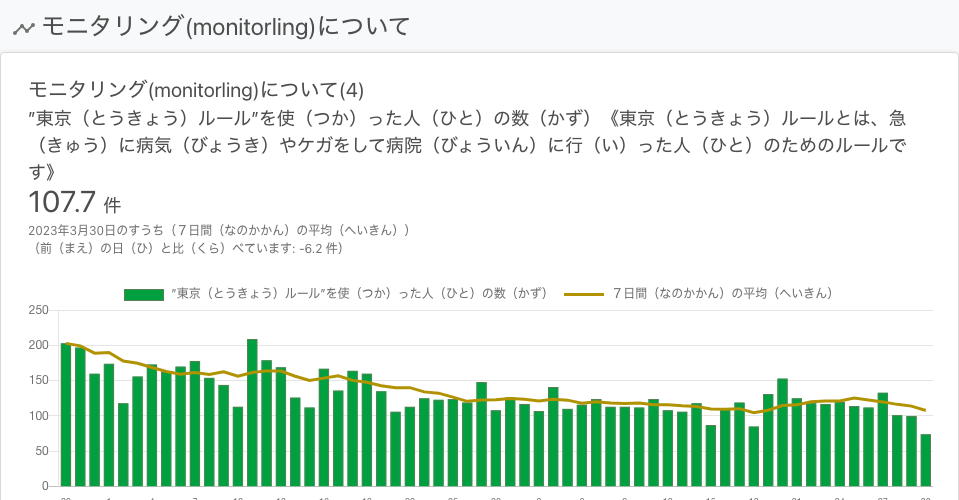 モニタリング(monitorling)について
モニタリング(monitorling)について(4)
”東京（とうきょう）ルール”を使（つか）った人（ひと）の数（かず）《東京（とうきょう）ルールとは、急
（きゅう）に病気（びょうき）やケガをして病院（びょういん）に行（い）った人（ひと）のためのルールで
す》
107.7 件
2023年3月30日のすうち（７日間（なのかかん）の平均（へいきん））
（前（まえ）の日（ひ）と比（くら）べています: -6.2 件）
”東京（とうきょう）ルール”を使（つか）った人（ひと）の数（かず） ７日間（なのかかん）の平均（へいきん）
250
200
150
100
50
0